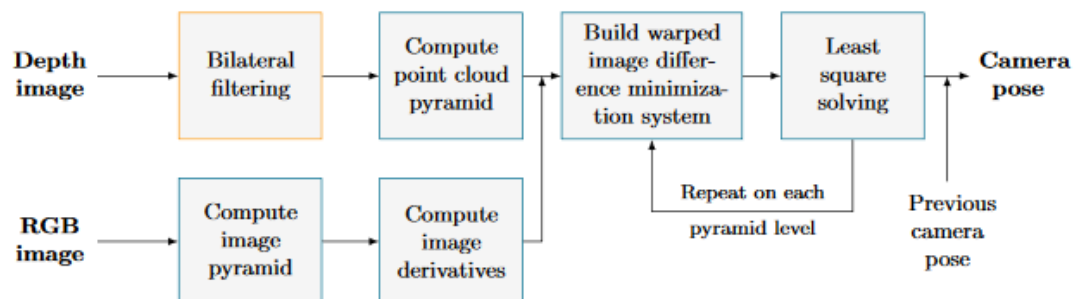 Depth
image
Bilateral
filtering
Compute
point cloud
pyramid
Build warped
image differ-
ence minimiza-
tion system
Least
square
solving
Camera
pose
Repeat on each
pyramid level
Previous
camera
pose
RGB
image
Compute
image
pyramid
Compute
image
derivatives